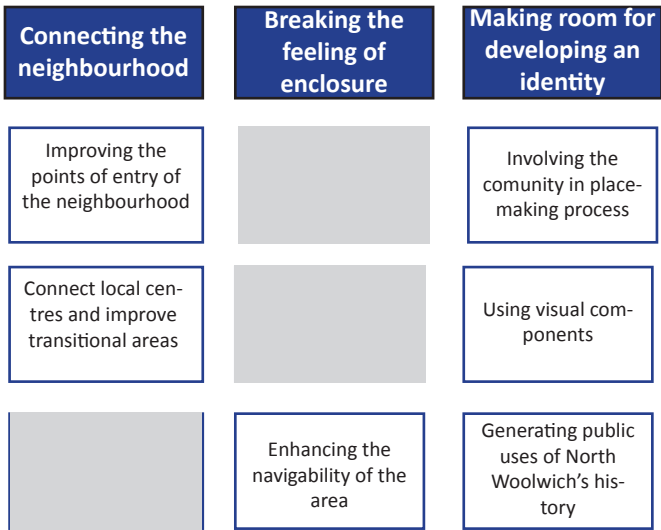 Connecting the
neighbourhood
Breaking the
feeling of
enclosure
Making room for
developing an
identity
Improving the
points of entry of
the neighbourhood
Involving the
comunity in place-
making process
Connect local cen-
tres and improve
transitional areas
Using visual com-
ponents
Enhancing the
navigability of the
area
Generating public
uses of North
Woolwich’s his-
tory